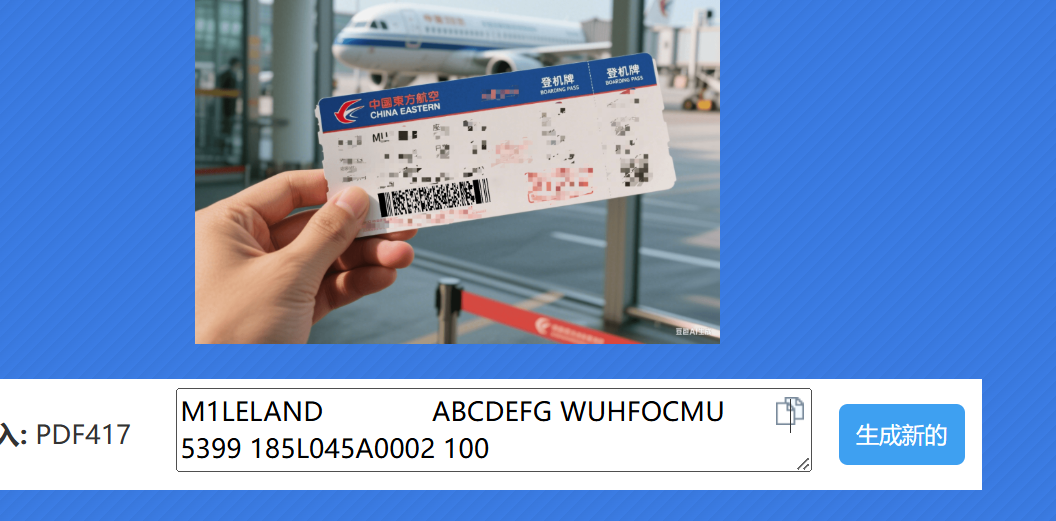 中国東方航空
CHINA EASTERN
登机牌
BOARDING PASS
登机牌
BOARDING PASS
MU
入: PDF417
M1LELAND ABCDEFG WUHFOCMU
5399 185L045A0002 100
生成新的